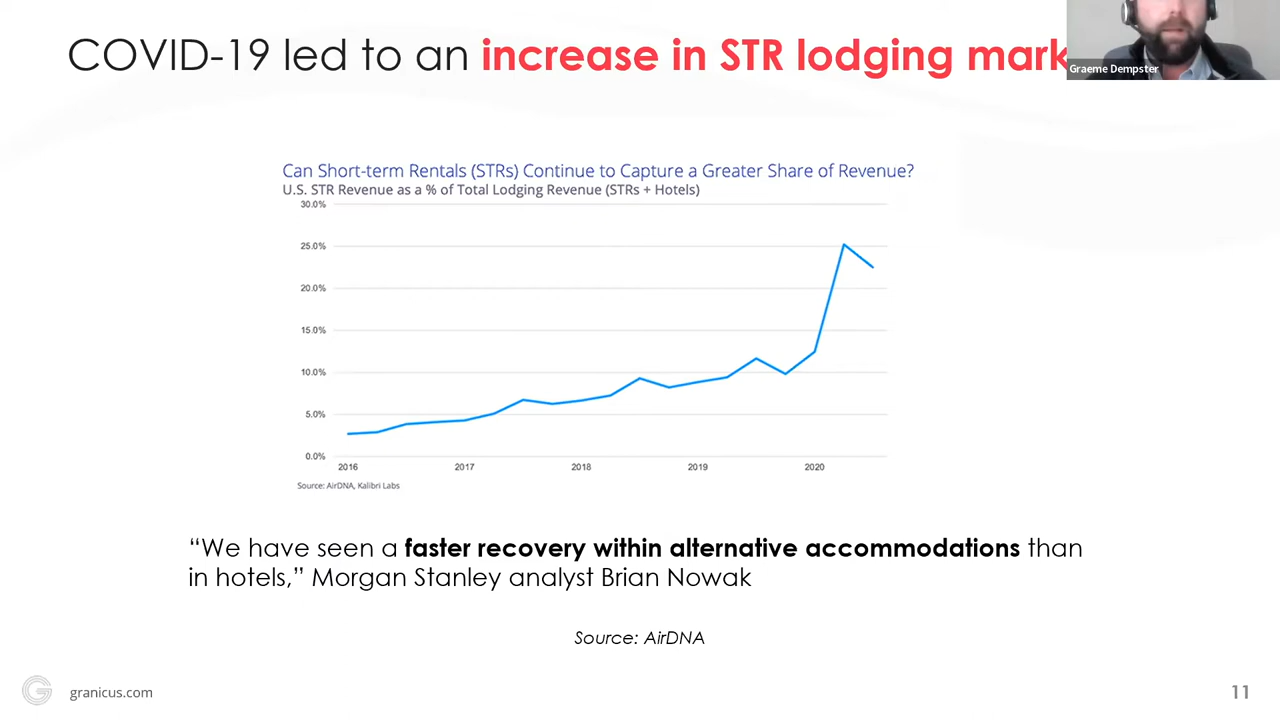 COVID-19 led to an increase in STR lodging mark
Graeme Dempster
Can Short-term Rentals (STRs) Continue to Capture a Greater Share of Revenue?
U.S. STR Revenue as a % of Total Lodging Revenue (STRs + Hotels)
30.0%
25.0%
20.0%
15.0%
10.0%
5.0%
0.0%
2016 2017 2018 2019 2020
Source: AirDNA, Kalibri Labs
“We have seen a faster recovery within alternative accommodations than
in hotels,” Morgan Stanley analyst Brian Nowak
Source: AirDNA
granicus.com
11